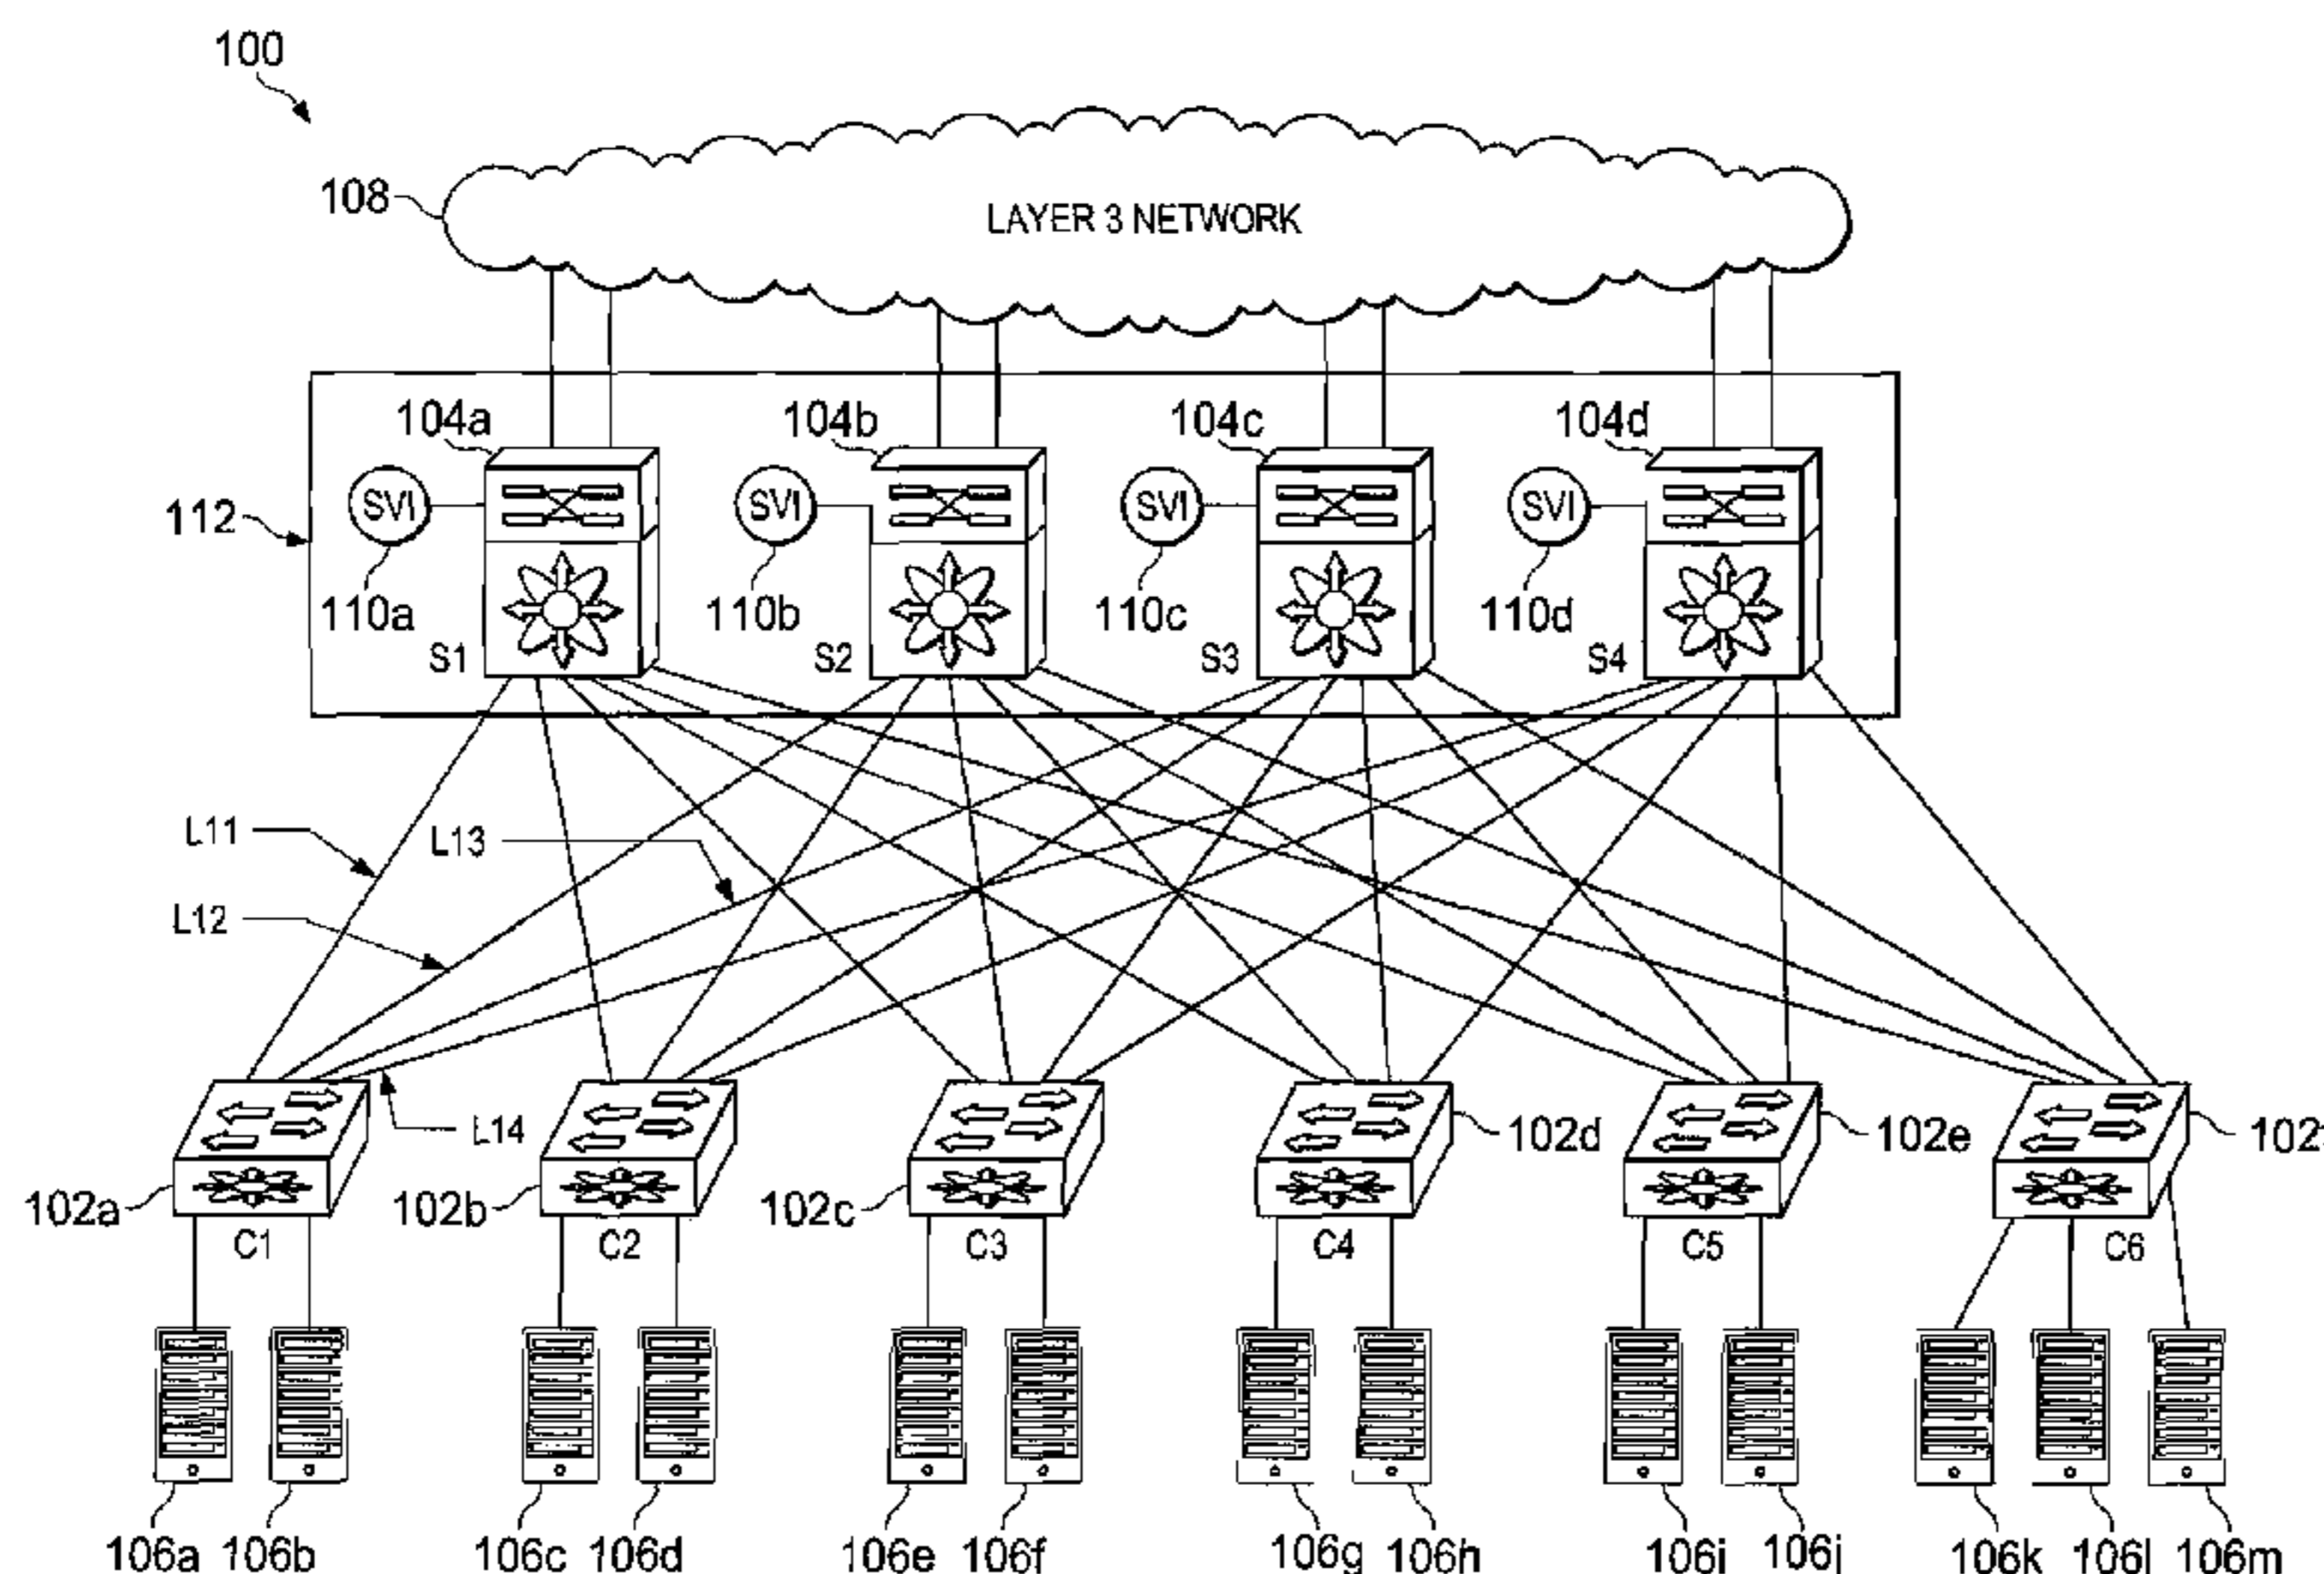 100
108
LAYER 3 NETWORK
104a 104b 104c 104d
SVI SVI SVI SVI
112
110a 110b 110c 110d
S1 S2 S3 S4
L11
L13
L12
L14
102d 102e
102a 102b 102c
C1 C2 C3 C4 C5 C6
106a 106b 106c 106d 106e 106f 106g 106h 106i 106j 106k 106l 106m